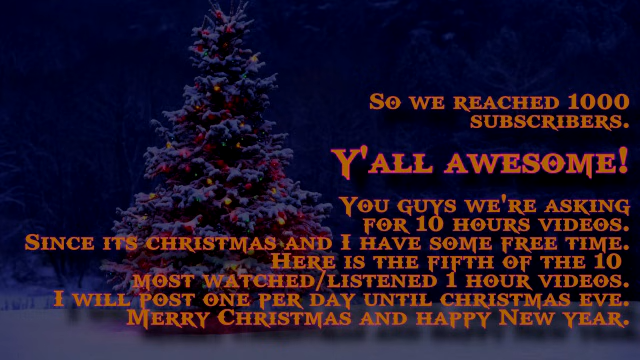 So we reached 1000
subscribers.
Y'all awesome!
You guys we're asking
for 10 hours videos.
Since its christmas and I have some free time.
Here is the fifth of the 10
most watched/listened 1 hour videos.
I will post one per day until christmas eve.
Merry Christmas and happy New year.